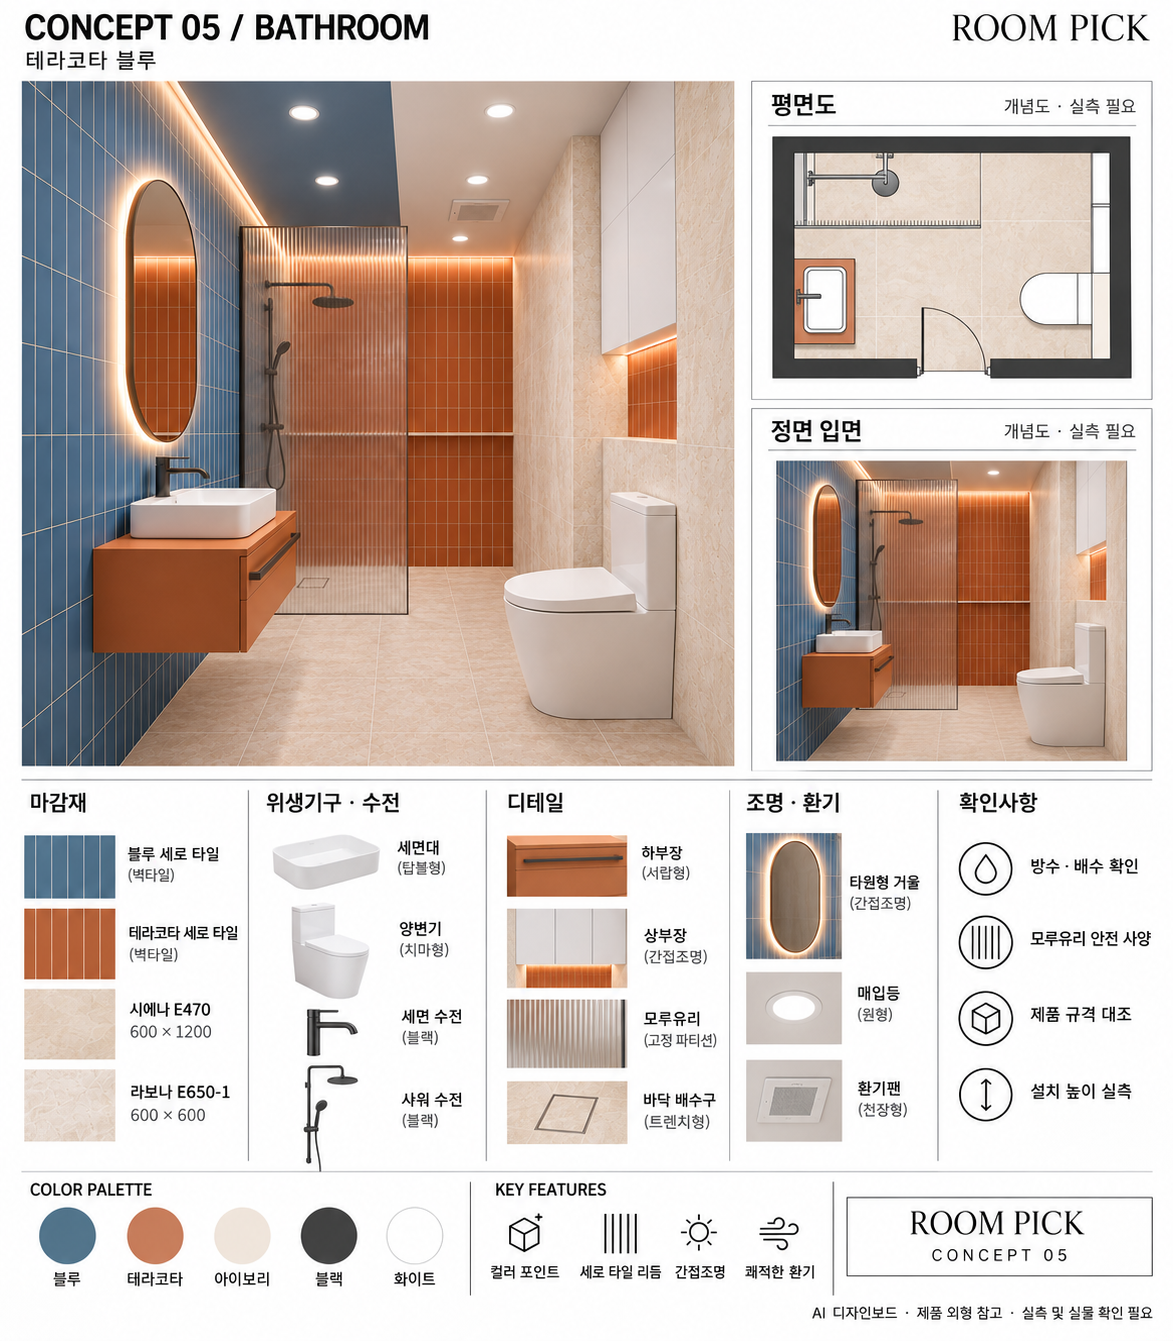 CONCEPT 05 / BATHROOM
테라코타 블루
ROOM PICK
평면도
개념도 · 실측 필요
정면 입면
개념도 · 실측 필요
마감재
블루 세로 타일
(벽타일)
테라코타 세로 타일
(벽타일)
시에나 E470
600 × 1200
라보나 E650-1
600 × 600
위생기구 · 수전
세면대
(탑볼형)
양변기
(치마형)
세면 수전
(블랙)
샤워 수전
(블랙)
디테일
하부장
(서랍형)
상부장
(간접조명)
모루유리
(고정 파티션)
바닥 배수구
(트렌치형)
조명 · 환기
타원형 거울
(간접조명)
매입등
(원형)
환기팬
(천장형)
확인사항
방수 · 배수 확인
모루유리 안전 사양
제품 규격 대조
설치 높이 실측
COLOR PALETTE
블루
테라코타
아이보리
블랙
화이트
KEY FEATURES
컬러 포인트
세로 타일 리듬
간접조명
쾌적한 환기
ROOM PICK
CONCEPT 05
AI 디자인보드 · 제품 외형 참고 · 실측 및 실물 확인 필요